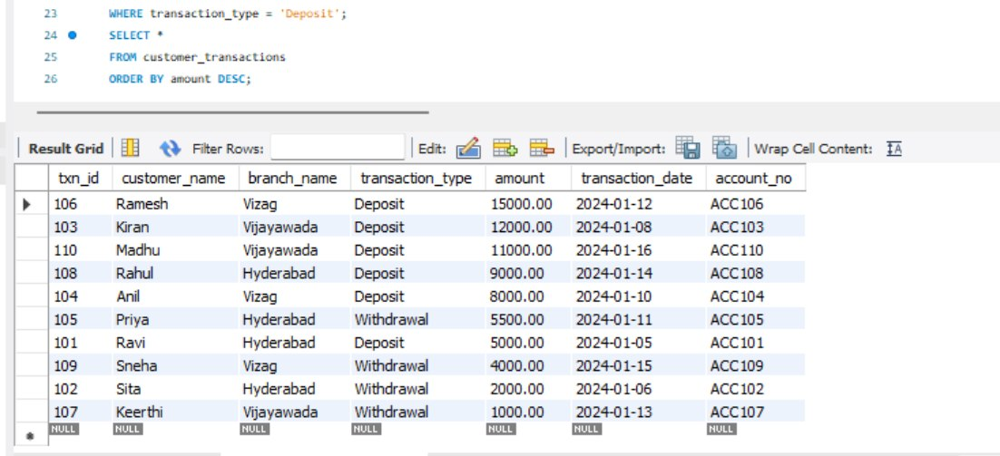 23 WHERE transaction_type = 'Deposit';
24 SELECT *
25 FROM customer_transactions
26 ORDER BY amount DESC;
Result Grid Filter Rows: Edit: Export/Import: Wrap Cell Content: IA
txn_id customer_name branch_name transaction_type amount transaction_date account_no
106 Ramesh Vizag Deposit 15000.00 2024-01-12 ACC106
103 Kiran Vijayawada Deposit 12000.00 2024-01-08 ACC103
110 Madhu Vijayawada Deposit 11000.00 2024-01-16 ACC110
108 Rahul Hyderabad Deposit 9000.00 2024-01-14 ACC108
104 Anil Vizag Deposit 8000.00 2024-01-10 ACC104
105 Priya Hyderabad Withdrawal 5500.00 2024-01-11 ACC105
101 Ravi Hyderabad Deposit 5000.00 2024-01-05 ACC101
109 Sneha Vizag Withdrawal 4000.00 2024-01-15 ACC109
102 Sita Hyderabad Withdrawal 2000.00 2024-01-06 ACC102
107 Keerthi Vijayawada Withdrawal 1000.00 2024-01-13 ACC107
NULL NULL NULL NULL NULL NULL NULL